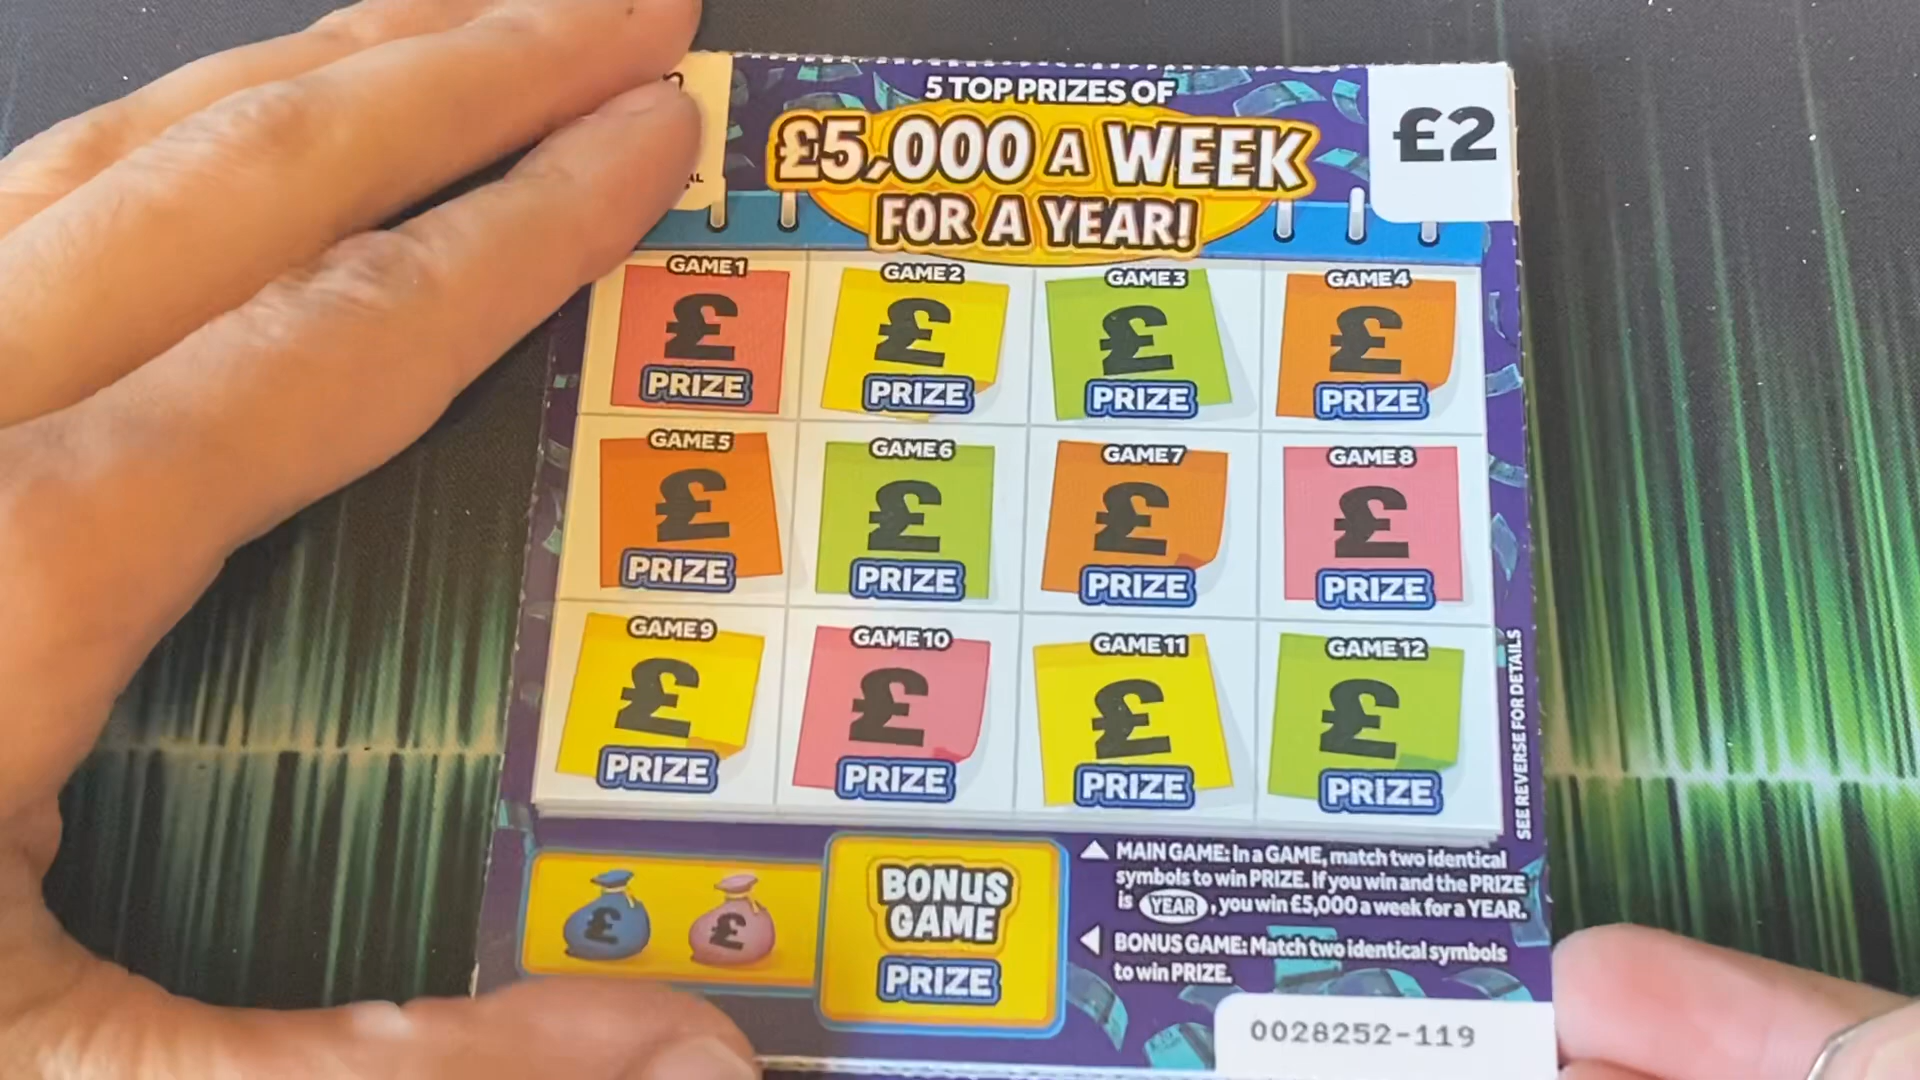 5 TOP PRIZES OF
£5,000 A WEEK
FOR A YEAR!
£2
GAME 1
£
PRIZE
GAME 2
£
PRIZE
GAME 3
£
PRIZE
GAME 4
£
PRIZE
GAME 5
£
PRIZE
GAME 6
£
PRIZE
GAME 7
£
PRIZE
GAME 8
£
PRIZE
GAME 9
£
PRIZE
GAME 10
£
PRIZE
GAME 11
£
PRIZE
GAME 12
£
PRIZE
SEE REVERSE FOR DETAILS
£ £
BONUS
GAME
PRIZE
MAIN GAME: In a GAME, match two identical
symbols to win PRIZE. If you win and the PRIZE
is YEAR, you win £5,000 a week for a YEAR.
BONUS GAME: Match two identical symbols
to win PRIZE.
0028252-119